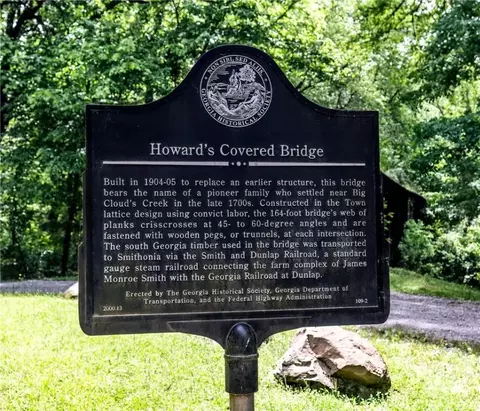 NON SIBI, SED ALIIS
GEORGIA HISTORICAL SOCIETY
Howard's Covered Bridge
Built in 1904-05 to replace an earlier structure, this bridge
bears the name of a pioneer family who settled near Big
Cloud's Creek in the late 1700s. Constructed in the Town
lattice design using convict labor, the 164-foot bridge's web of
planks crisscrosses at 45- to 60-degree angles and are
fastened with wooden pegs, or trunnels, at each intersection.
The south Georgia timber used in the bridge was transported
to Smithonia via the Smith and Dunlap Railroad, a standard
gauge steam railroad connecting the farm complex of James
Monroe Smith with the Georgia Railroad at Dunlap.
Erected by The Georgia Historical Society, Georgia Department of
Transportation, and the Federal Highway Administration
2000.13 109-2